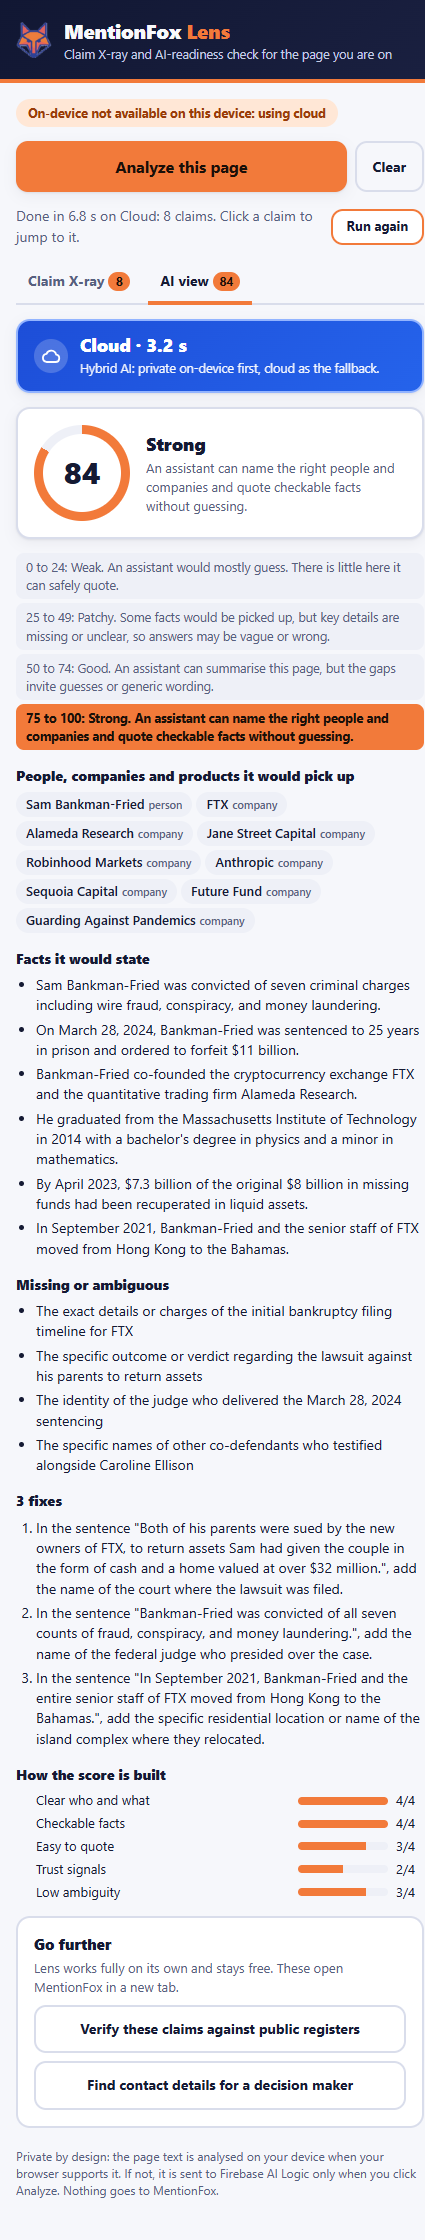 MentionFox Lens
Claim X-ray and AI-readiness check for the page you are on
On-device not available on this device: using cloud
Analyze this page
Clear
Done in 6.8 s on Cloud: 8 claims. Click a claim to
jump to it.
Run again
Claim X-ray 8
AI view 84
Cloud · 3.2 s
Hybrid AI: private on-device first, cloud as the fallback.
84
Strong
An assistant can name the right people and
companies and quote checkable facts
without guessing.
0 to 24: Weak. An assistant would mostly guess. There is little here it
can safely quote.
25 to 49: Patchy. Some facts would be picked up, but key details are
missing or unclear, so answers may be vague or wrong.
50 to 74: Good. An assistant can summarise this page, but the gaps
invite guesses or generic wording.
75 to 100: Strong. An assistant can name the right people and
companies and quote checkable facts without guessing.
People, companies and products it would pick up
Sam Bankman-Fried person
FTX company
Alameda Research company
Jane Street Capital company
Robinhood Markets company
Anthropic company
Sequoia Capital company
Future Fund company
Guarding Against Pandemics company
Facts it would state
• Sam Bankman-Fried was convicted of seven criminal charges
including wire fraud, conspiracy, and money laundering.
• On March 28, 2024, Bankman-Fried was sentenced to 25 years
in prison and ordered to forfeit $11 billion.
• Bankman-Fried co-founded the cryptocurrency exchange FTX
and the quantitative trading firm Alameda Research.
• He graduated from the Massachusetts Institute of Technology
in 2014 with a bachelor's degree in physics and a minor in
mathematics.
• By April 2023, $7.3 billion of the original $8 billion in missing
funds had been recuperated in liquid assets.
• In September 2021, Bankman-Fried and the senior staff of FTX
moved from Hong Kong to the Bahamas.
Missing or ambiguous
• The exact details or charges of the initial bankruptcy filing
timeline for FTX
• The specific outcome or verdict regarding the lawsuit against
his parents to return assets
• The identity of the judge who delivered the March 28, 2024
sentencing
• The specific names of other co-defendants who testified
alongside Caroline Ellison
3 fixes
1. In the sentence "Both of his parents were sued by the new
owners of FTX, to return assets Sam had given the couple in
the form of cash and a home valued at over $32 million.", add
the name of the court where the lawsuit was filed.
2. In the sentence "Bankman-Fried was convicted of all seven
counts of fraud, conspiracy, and money laundering.", add the
name of the federal judge who presided over the case.
3. In the sentence "In September 2021, Bankman-Fried and the
entire senior staff of FTX moved from Hong Kong to the
Bahamas.", add the specific residential location or name of the
island complex where they relocated.
How the score is built
Clear who and what 4/4
Checkable facts 4/4
Easy to quote 3/4
Trust signals 2/4
Low ambiguity 3/4
Go further
Lens works fully on its own and stays free. These open
MentionFox in a new tab.
Verify these claims against public registers
Find contact details for a decision maker
Private by design: the page text is analysed on your device when your
browser supports it. If not, it is sent to Firebase AI Logic only when you click
Analyze. Nothing goes to MentionFox.